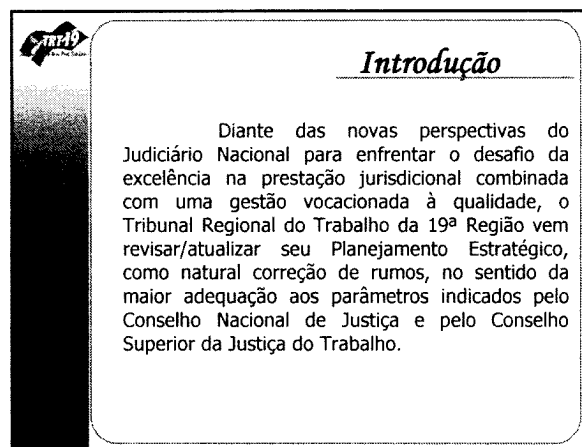 TRT-19
Introdução
Diante das novas perspectivas do
Judiciário Nacional para enfrentar o desafio da
excelência na prestação jurisdicional combinada
com uma gestão vocacionada à qualidade, o
Tribunal Regional do Trabalho da 19ª Região vem
revisar/atualizar seu Planejamento Estratégico,
como natural correção de rumos, no sentido da
maior adequação aos parâmetros indicados pelo
Conselho Nacional de Justiça e pelo Conselho
Superior da Justiça do Trabalho.